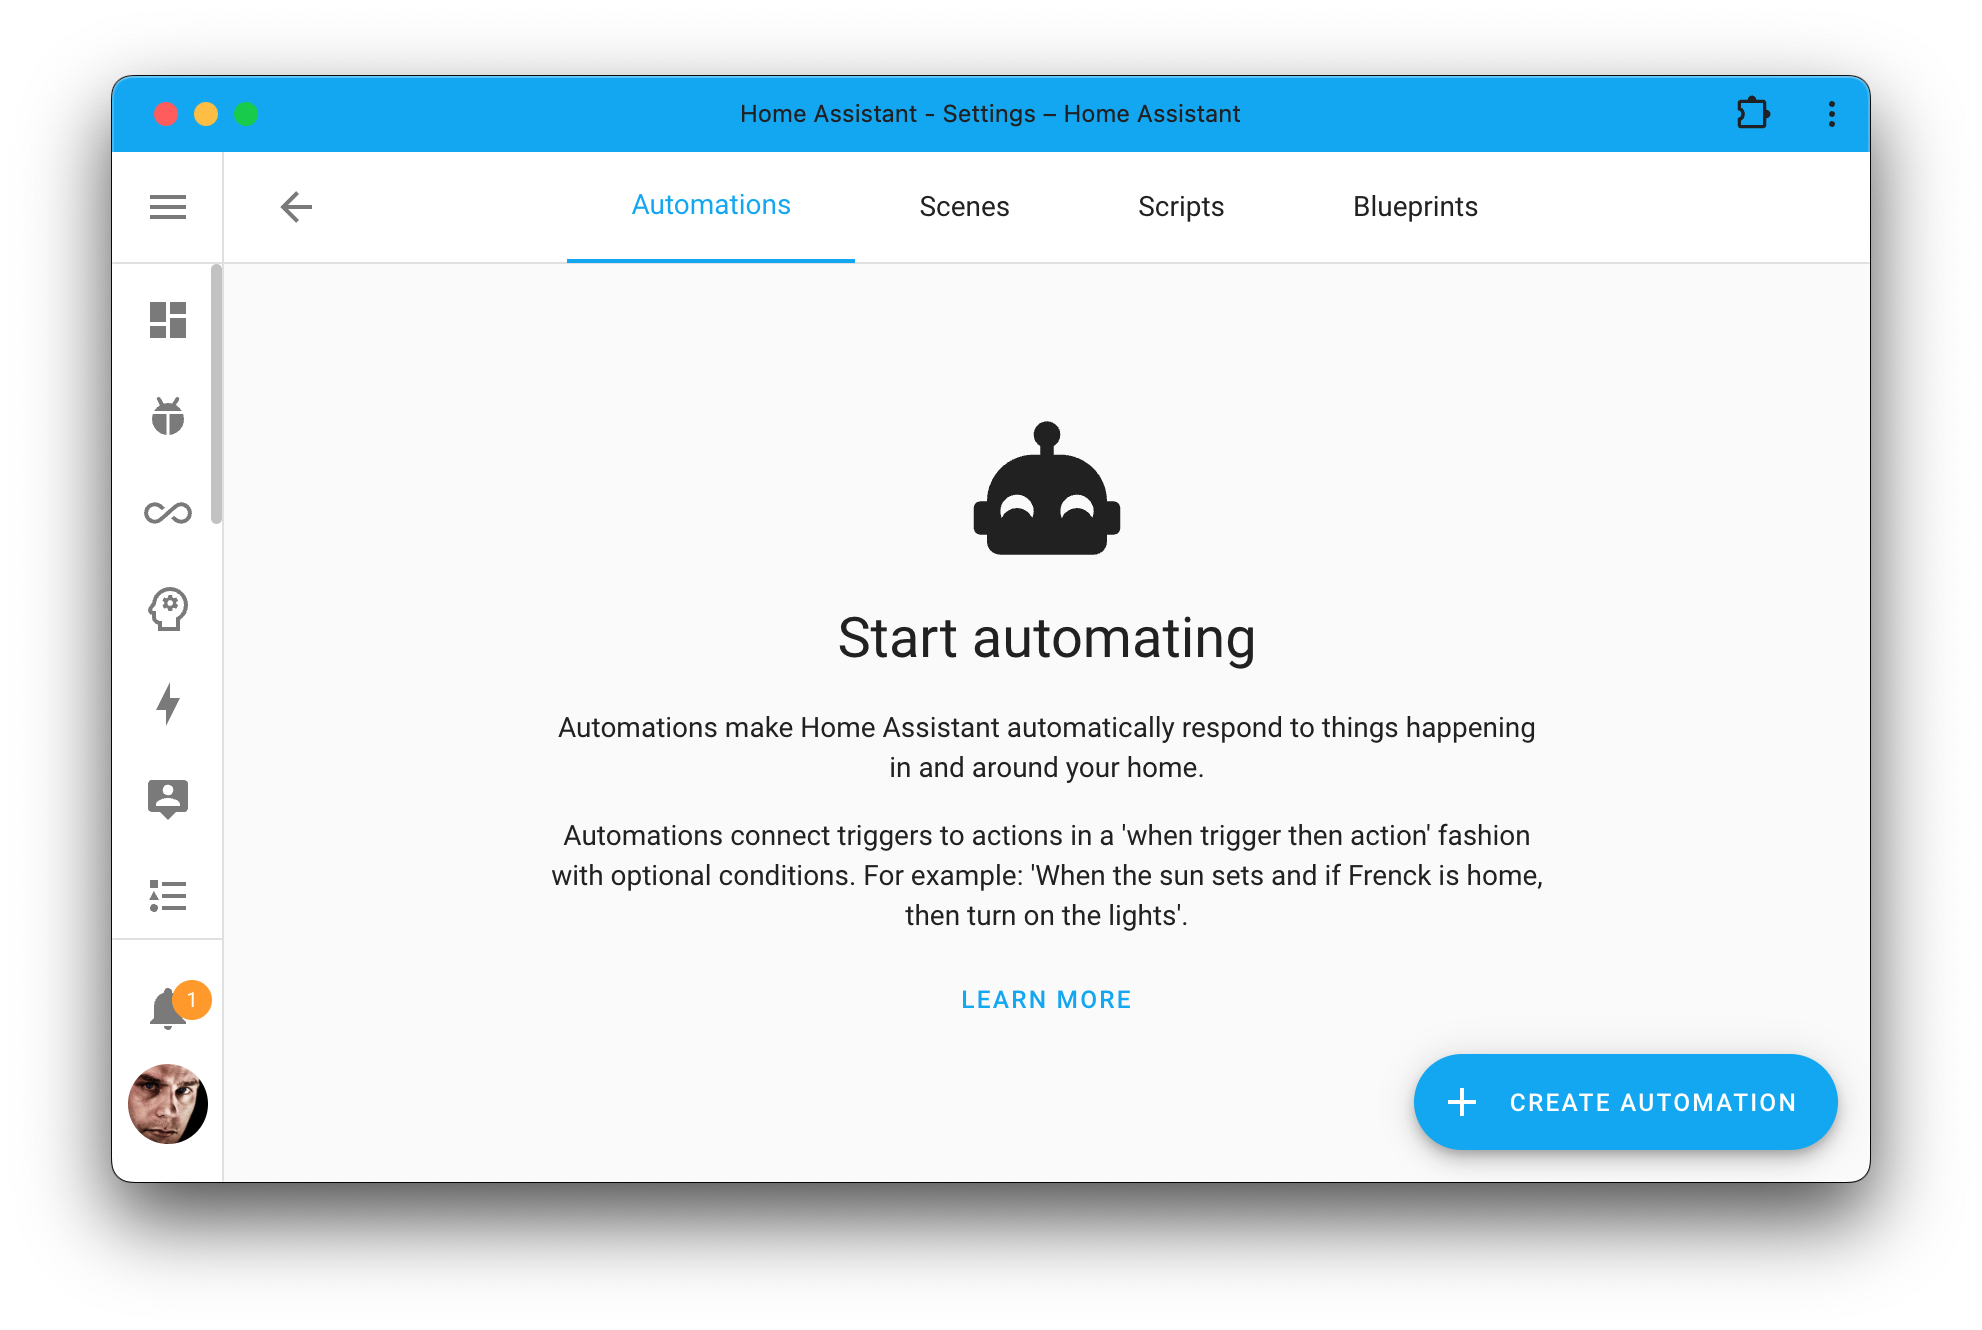 Home Assistant - Settings – Home Assistant
Automations
Scenes
Scripts
Blueprints
Start automating
Automations make Home Assistant automatically respond to things happening
in and around your home.
Automations connect triggers to actions in a 'when trigger then action' fashion
with optional conditions. For example: 'When the sun sets and if Frenck is home,
then turn on the lights'.
LEARN MORE
1
CREATE AUTOMATION